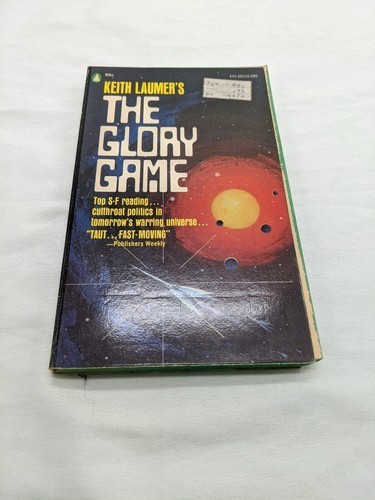 KEITH LAUMER'S
THE
GLORY
GAME
Top S-F reading...
cutthroat politics in
tomorrow's warring universe...
"TAUT... FAST-MOVING"
—Publishers Weekly